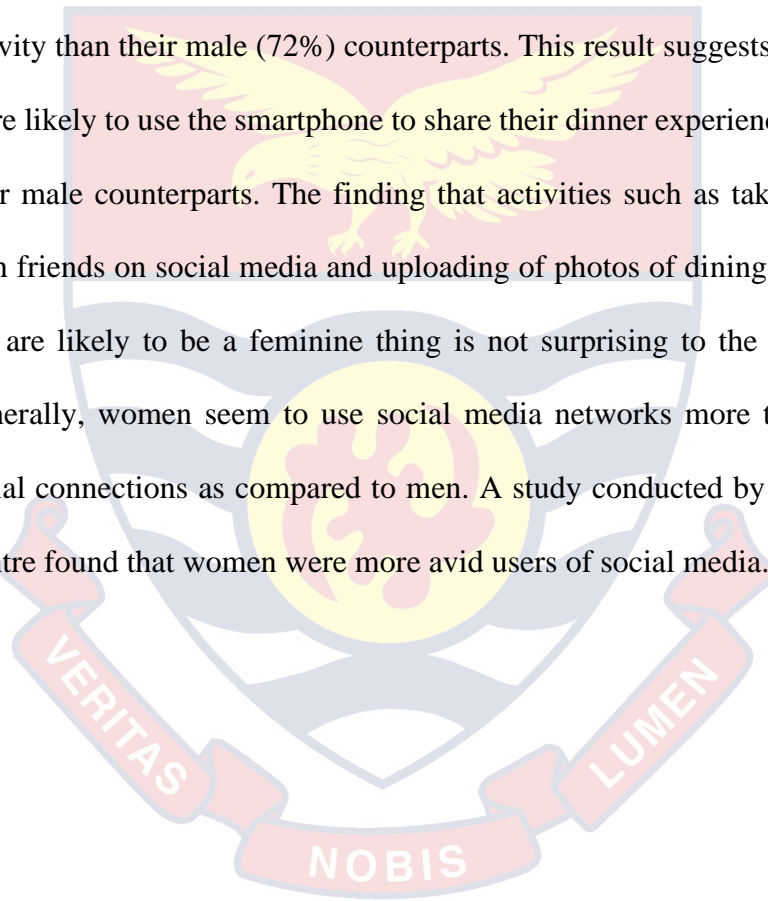 vity than their male (72%) counterparts. This result suggests
re likely to use the smartphone to share their dinner experienc
r male counterparts. The finding that activities such as tak
n friends on social media and uploading of photos of dining
are likely to be a feminine thing is not surprising to the
nerally, women seem to use social media networks more t
ial connections as compared to men. A study conducted by
ntre found that women were more avid users of social media.
VERITAS
NOBIS
LUMEN